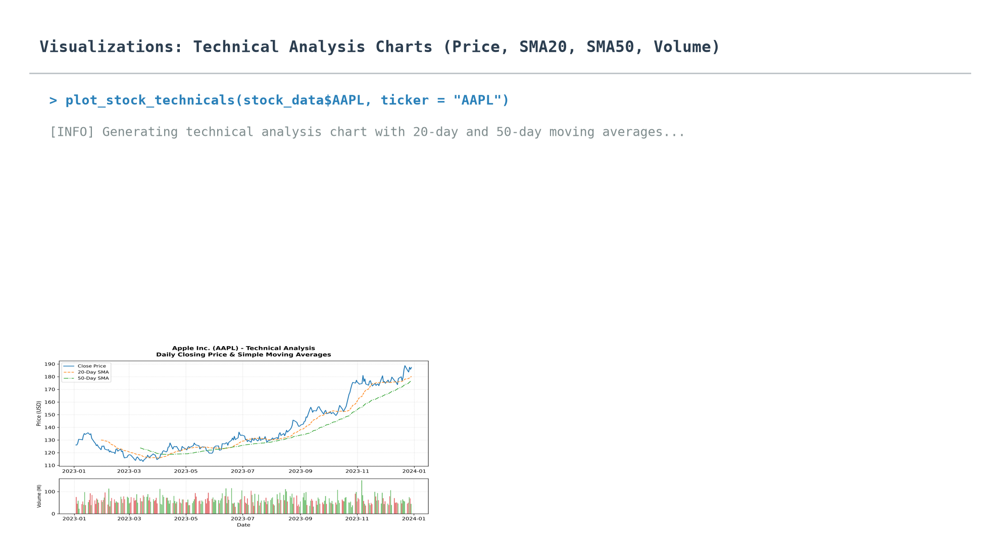 Visualizations: Technical Analysis Charts (Price, SMA20, SMA50, Volume)
> plot_stock_technicals(stock_data$AAPL, ticker = "AAPL")
[INFO] Generating technical analysis chart with 20-day and 50-day moving averages...
Apple Inc. (AAPL) - Technical Analysis
Daily Closing Price & Simple Moving Averages
Close Price
20-Day SMA
50-Day SMA
Price (USD)
190
180
170
160
150
140
130
120
110
2023-01 2023-03 2023-05 2023-07 2023-09 2023-11 2024-01
Volume (M)
100
0
2023-01 2023-03 2023-05 2023-07 2023-09 2023-11 2024-01
Date